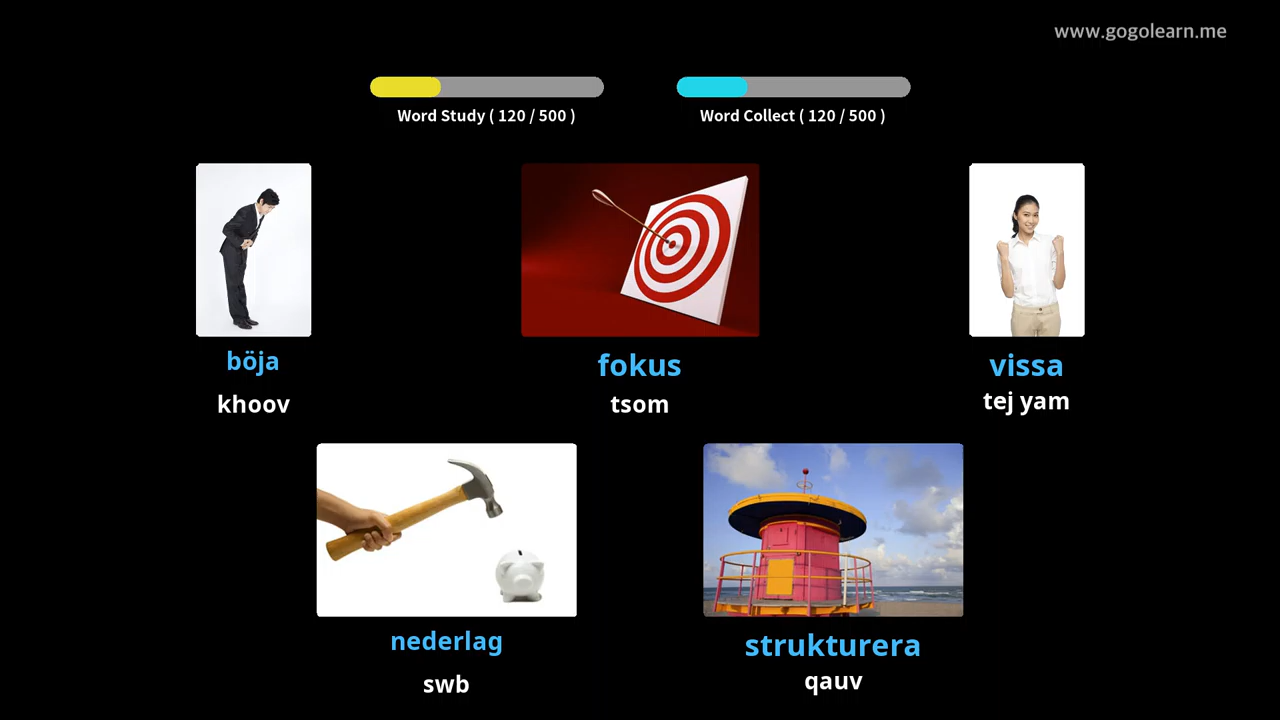 www.gogolearn.me
Word Study ( 120 / 500 )
Word Collect ( 120 / 500 )
böja
khoov
fokus
tsom
vissa
tej yam
nederlag
swb
strukturera
qauv